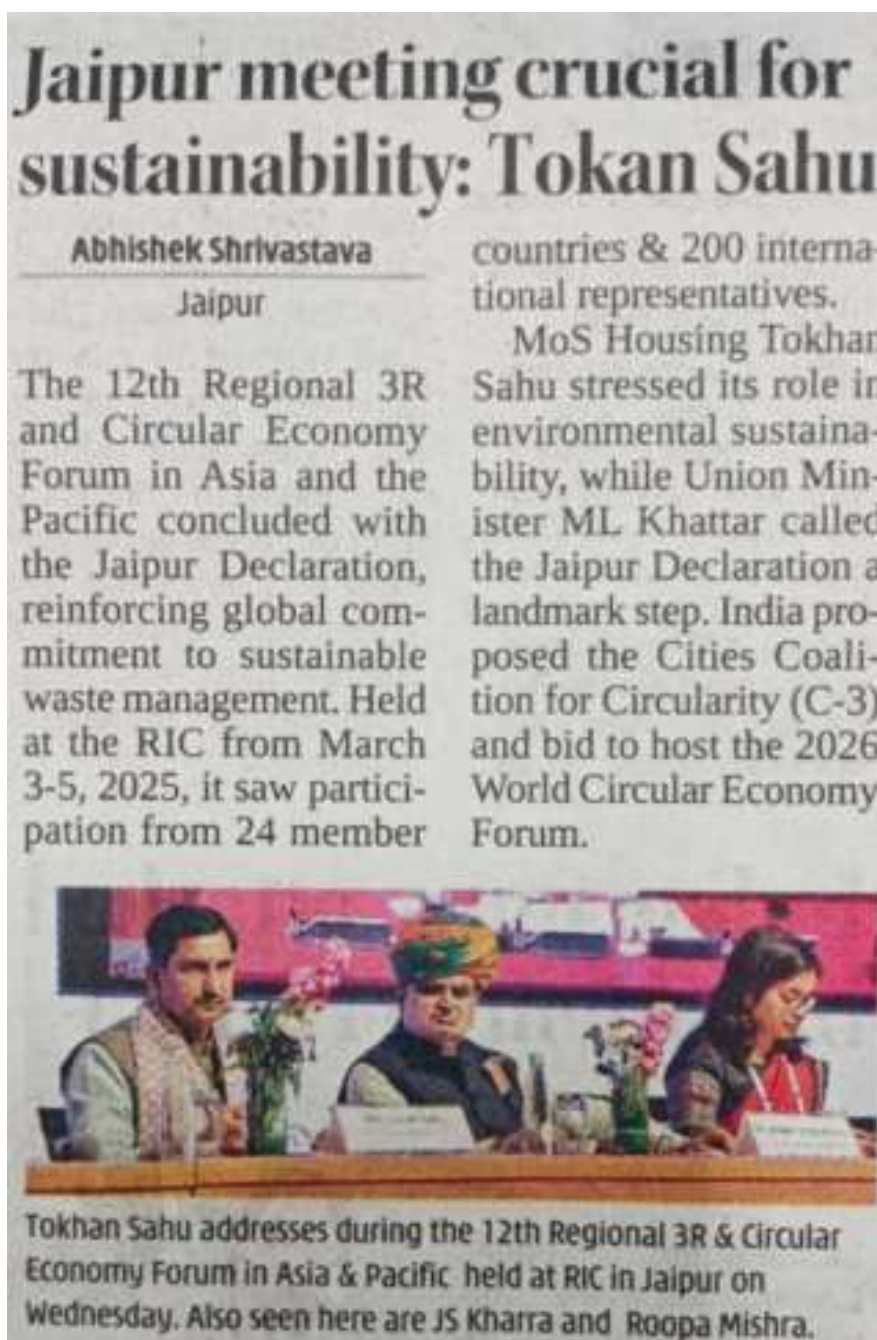 Jaipur meeting crucial for
sustainability: Tokan Sahu
Abhishek Shrivastava
Jaipur
The 12th Regional 3R
and Circular Economy
Forum in Asia and the
Pacific concluded with
the Jaipur Declaration,
reinforcing global com-
mitment to sustainable
waste management. Held
at the RIC from March
3-5, 2025, it saw partici-
pation from 24 member
countries & 200 interna-
tional representatives.
MoS Housing Tokhan
Sahu stressed its role in
environmental sustaina-
bility, while Union Min-
ister ML Khattar called
the Jaipur Declaration a
landmark step. India pro-
posed the Cities Coali-
tion for Circularity (C-3)
and bid to host the 2026
World Circular Economy
Forum.
Tokhan Sahu addresses during the 12th Regional 3R & Circular
Economy Forum in Asia & Pacific held at RIC in Jaipur on
Wednesday. Also seen here are JS Kharra and Roopa Mishra.